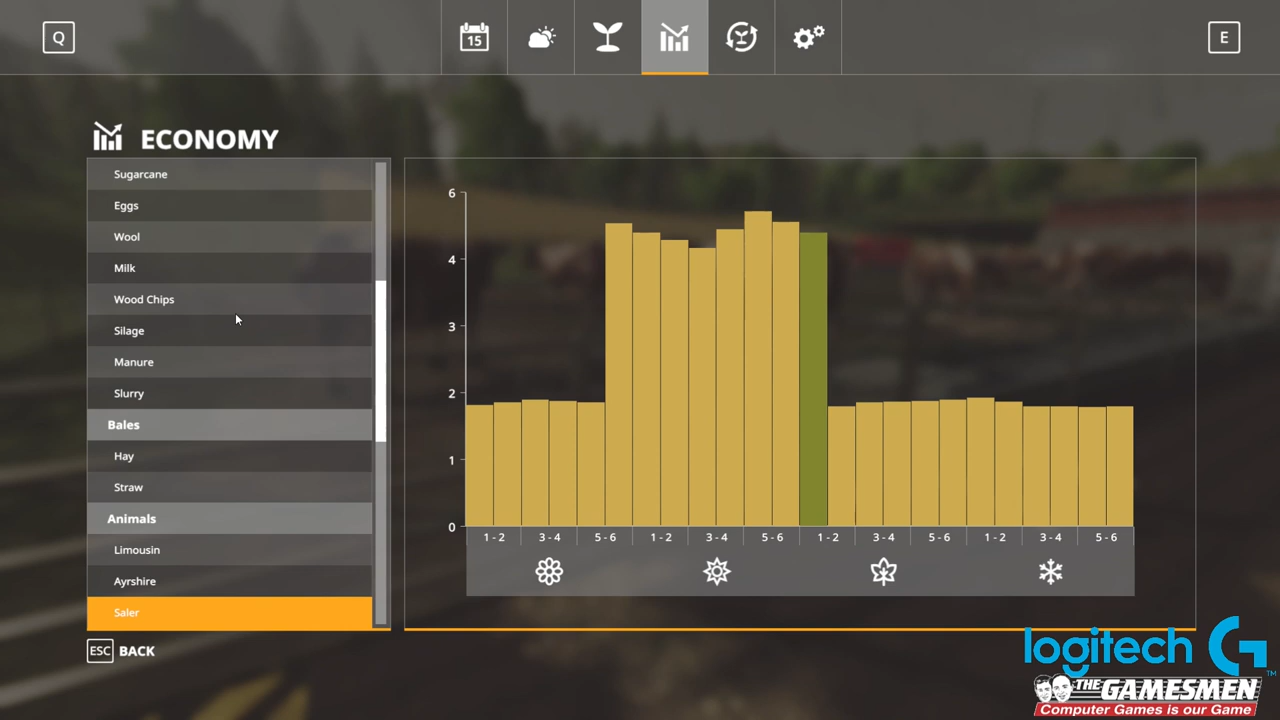 Q
15
E
ECONOMY
Sugarcane
Eggs
Wool
Milk
Wood Chips
Silage
Manure
Slurry
Bales
Hay
Straw
Animals
Limousin
Ayrshire
Saler
6
4
3
2
1
0
1 - 2 3 - 4 5 - 6 1 - 2 3 - 4 5 - 6 1 - 2 3 - 4 5 - 6 1 - 2 3 - 4 5 - 6
ESC BACK
logitech G
TM
THE GAMESMEN
Computer Games is our Game